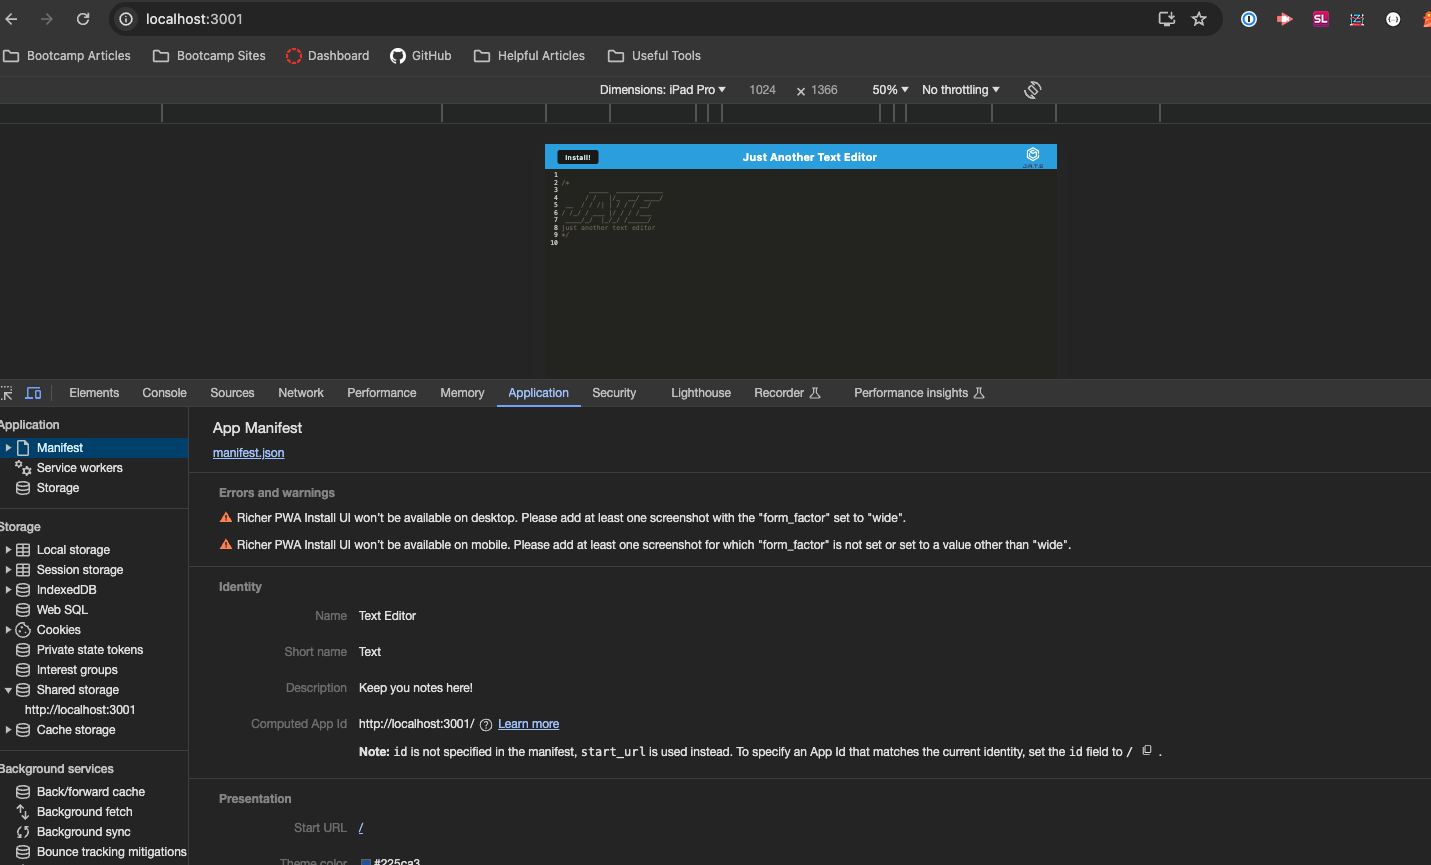 localhost:3001
Bootcamp Articles Bootcamp Sites Dashboard GitHub Helpful Articles Useful Tools
Dimensions: iPad Pro 1024 × 1366 50% No throttling
Install! Just Another Text Editor J.A.T.E
1
2 /*
3
4
5
6
7
8 just another text editor
9 */
10
Elements Console Sources Network Performance Memory Application Security Lighthouse Recorder Performance insights
Application
Manifest
Service workers
Storage
Storage
Local storage
Session storage
IndexedDB
Web SQL
Cookies
Private state tokens
Interest groups
Shared storage
http://localhost:3001
Cache storage
Background services
Back/forward cache
Background fetch
Background sync
Bounce tracking mitigations
App Manifest
manifest.json
Errors and warnings
Richer PWA Install UI won't be available on desktop. Please add at least one screenshot with the "form_factor" set to "wide".
Richer PWA Install UI won't be available on mobile. Please add at least one screenshot for which "form_factor" is not set or set to a value other than "wide".
Identity
Name Text Editor
Short name Text
Description Keep you notes here!
Computed App Id http://localhost:3001/ ? Learn more
Note: id is not specified in the manifest, start_url is used instead. To specify an App Id that matches the current identity, set the id field to / .
Presentation
Start URL /
Theme color #225ca3